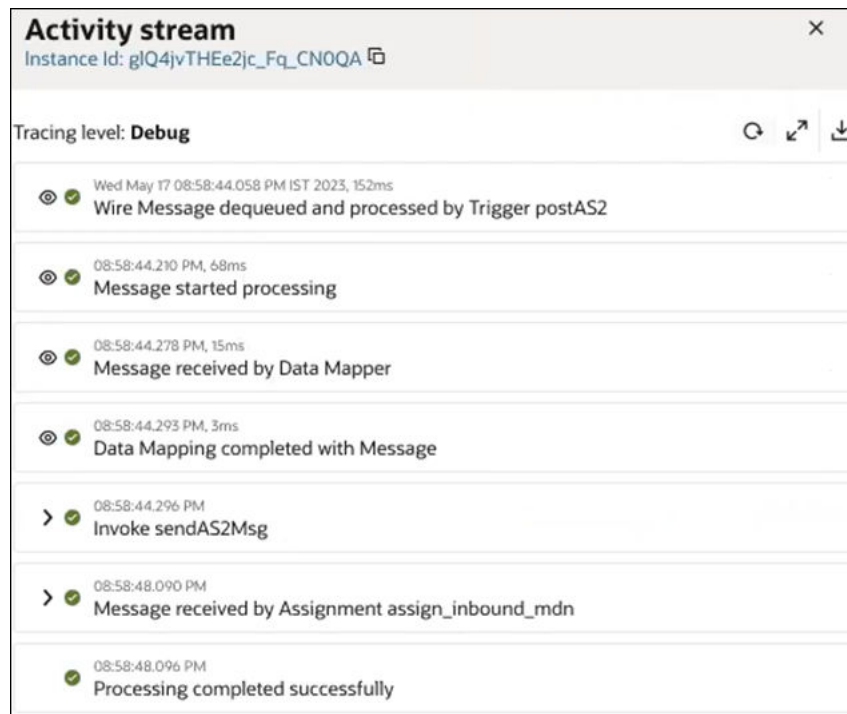 Activity stream
Instance Id: glQ4jvTHEe2jc_Fq_CN0QA
Tracing level: Debug
Wed May 17 08:58:44.058 PM IST 2023, 152ms
Wire Message dequeued and processed by Trigger postAS2
08:58:44.210 PM, 68ms
Message started processing
08:58:44.278 PM, 15ms
Message received by Data Mapper
08:58:44.293 PM, 3ms
Data Mapping completed with Message
08:58:44.296 PM
Invoke sendAS2Msg
08:58:48.090 PM
Message received by Assignment assign_inbound_mdn
08:58:48.096 PM
Processing completed successfully